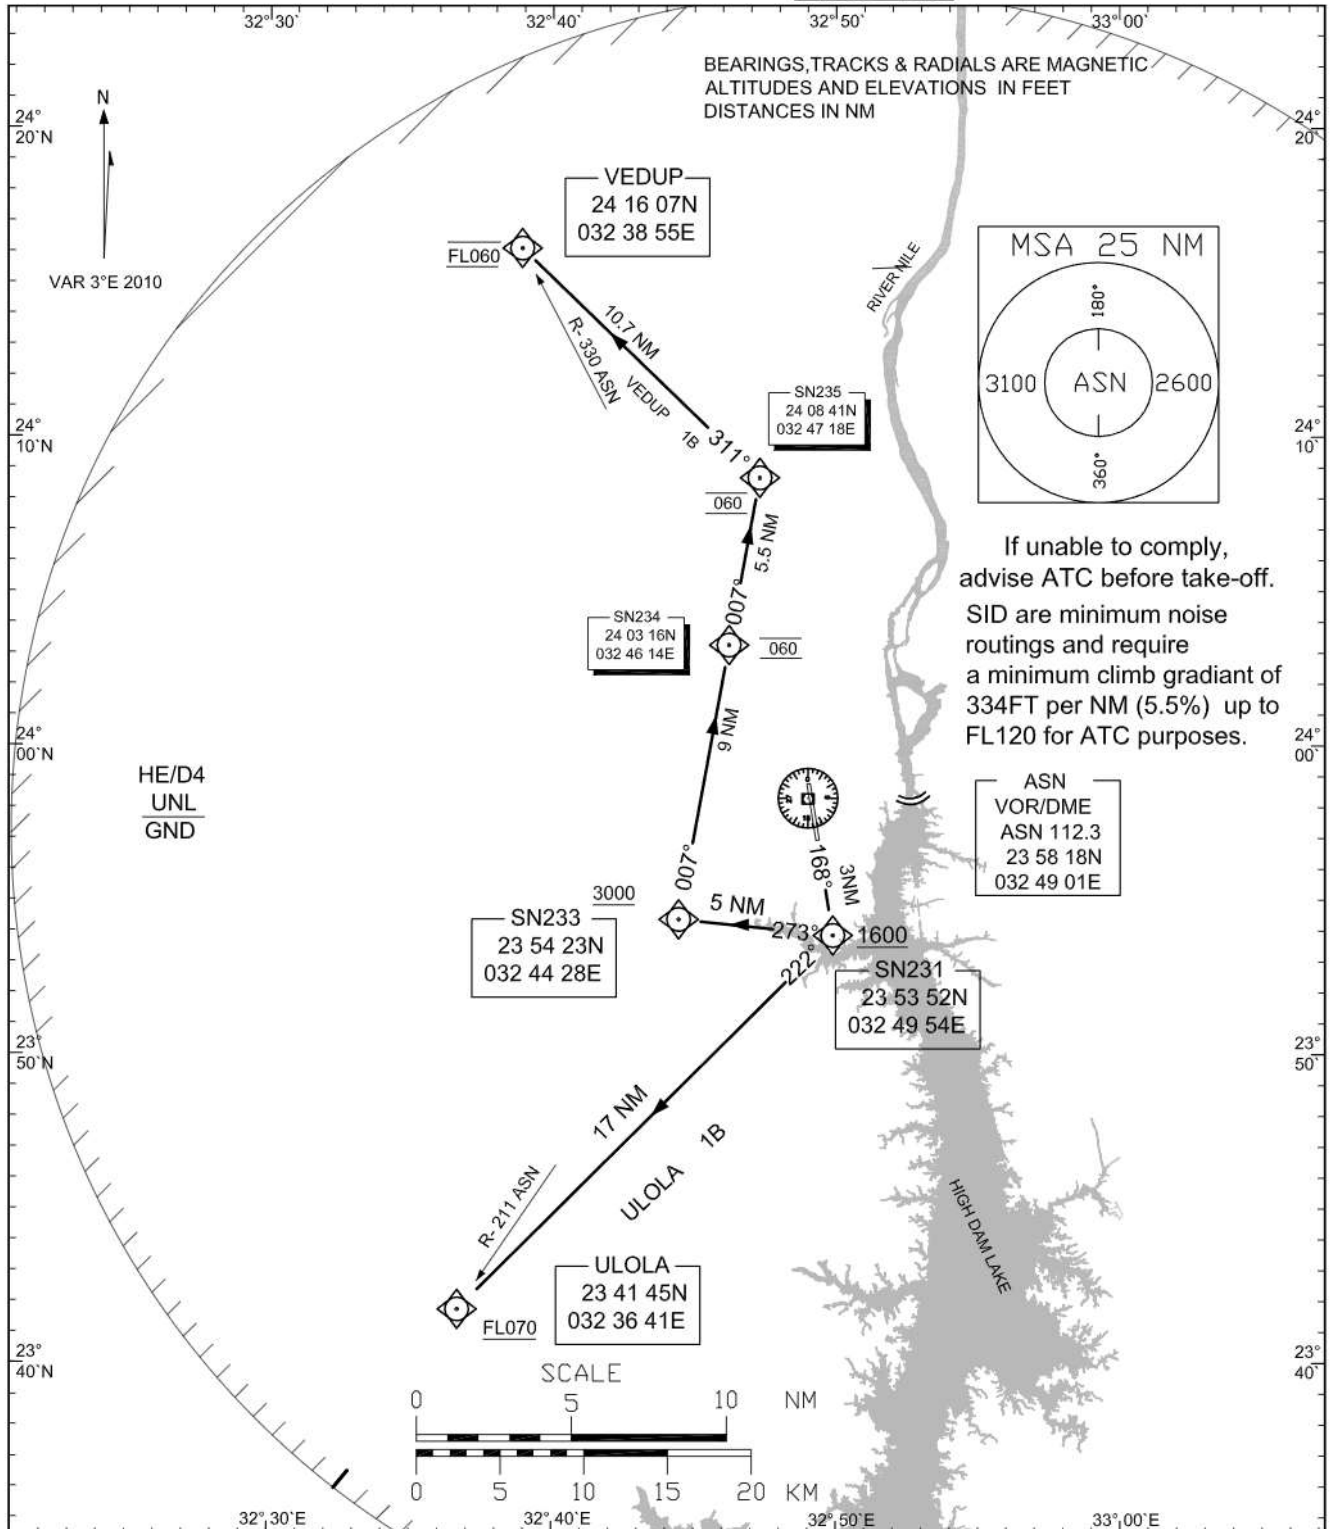 32°30` 32°40` 32°50` 33°00`
BEARINGS,TRACKS & RADIALS ARE MAGNETIC
ALTITUDES AND ELEVATIONS IN FEET
DISTANCES IN NM
N
VAR 3°E 2010
24°
20`N
24°
20`
VEDUP
24 16 07N
032 38 55E
FL060
10.7 NM
R- 330 ASN
VEDUP 1B
311°
RIVER NILE
MSA 25 NM
180°
3100 ASN 2600
360°
SN235
24 08 41N
032 47 18E
24°
10`N
24°
10`
060
5.5 NM
007°
If unable to comply,
advise ATC before take-off.
SID are minimum noise
routings and require
a minimum climb gradiant of
334FT per NM (5.5%) up to
FL120 for ATC purposes.
SN234
24 03 16N
032 46 14E
060
9 NM
007°
24°
00`N
24°
00`
HE/D4
UNL
GND
ASN
VOR/DME
ASN 112.3
23 58 18N
032 49 01E
168°
3NM
3000
5 NM
273°
1600
222°
SN233
23 54 23N
032 44 28E
SN231
23 53 52N
032 49 54E
23°
50`N
23°
50`
17 NM
ULOLA 1B
R- 211 ASN
HIGH DAM LAKE
ULOLA
23 41 45N
032 36 41E
FL070
23°
40`N
23°
40`
SCALE
0 5 10 NM
0 5 10 15 20 KM
32°30`E 32°40`E 32°50`E 33°00`E